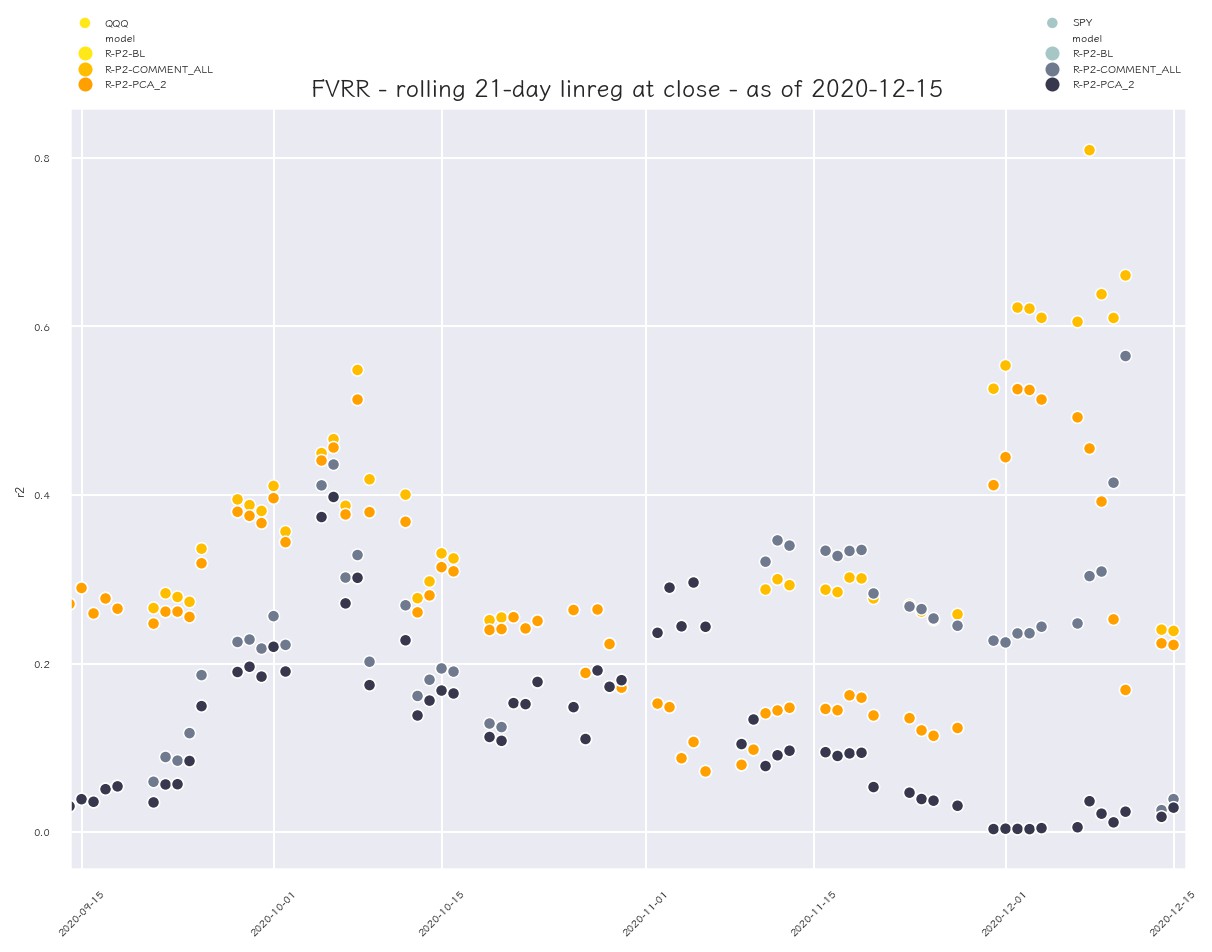 QQQ
model
R-P2-BL
R-P2-COMMENT_ALL
R-P2-PCA_2
SPY
model
R-P2-BL
R-P2-COMMENT_ALL
R-P2-PCA_2
FVRR - rolling 21-day linreg at close - as of 2020-12-15
r2
0.8
0.6
0.4
0.2
0.0
2020-09-15
2020-10-01
2020-10-15
2020-11-01
2020-11-15
2020-12-01
2020-12-15